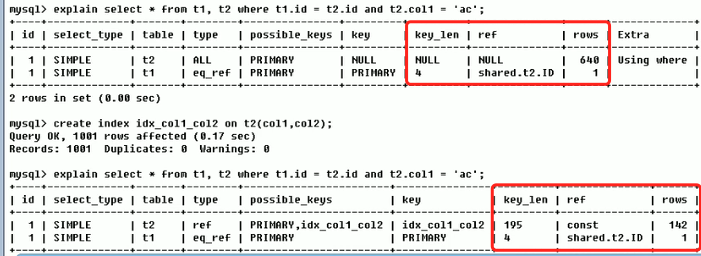 mysql> explain select * from t1, t2 where t1.id = t2.id and t2.col1 = 'ac';
+----+-------------+-------+--------+---------------+---------+---------+--------------+------+-------------+
| id | select_type | table | type | possible_keys | key | key_len | ref | rows | Extra
| 1 | SIMPLE | t2 | ALL | PRIMARY | NULL | NULL | NULL | 640 | Using where
| 1 | SIMPLE | t1 | eq_ref | PRIMARY | PRIMARY | 4 | shared.t2.ID | 1 |
2 rows in set (0.00 sec)
mysql> create index idx_col1_col2 on t2(col1,col2);
Query OK, 1001 rows affected (0.17 sec)
Records: 1001 Duplicates: 0 Warnings: 0
mysql> explain select * from t1, t2 where t1.id = t2.id and t2.col1 = 'ac';
| id | select_type | table | type | possible_keys | key | key_len | ref | rows |
| 1 | SIMPLE | t2 | ref | PRIMARY,idx_col1_col2 | idx_col1_col2 | 195 | const | 142 |
| 1 | SIMPLE | t1 | eq_ref | PRIMARY | PRIMARY | 4 | shared.t2.ID | 1 |